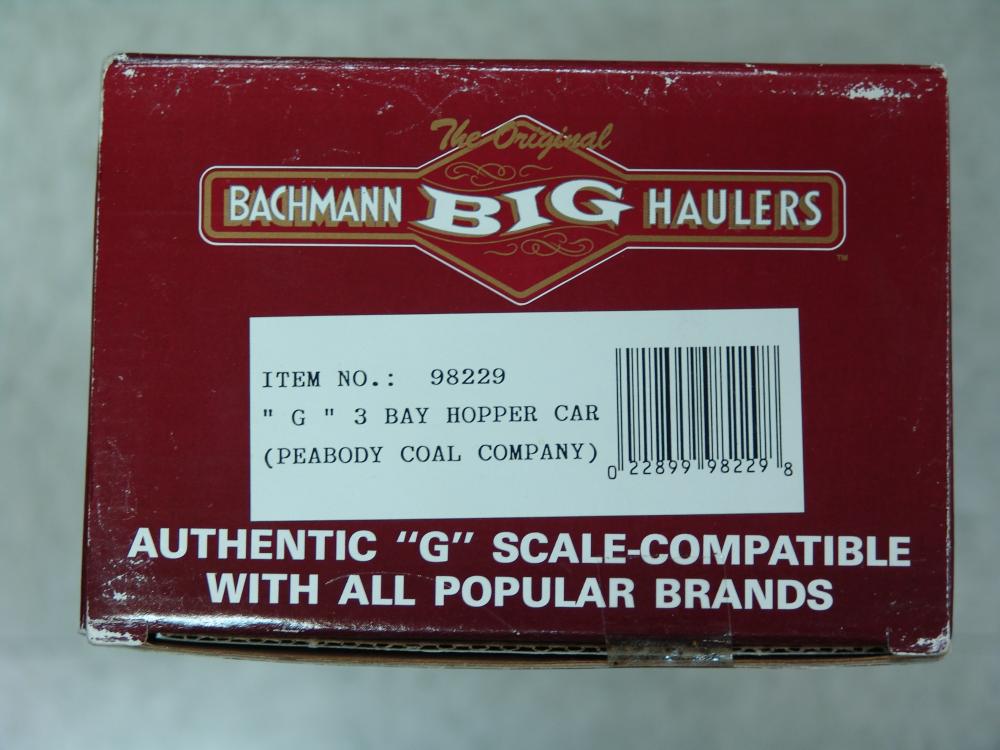 The Original
BACHMANN BIG HAULERS
™
ITEM NO.: 98229
" G " 3 BAY HOPPER CAR
(PEABODY COAL COMPANY)
0 22899 98229 8
AUTHENTIC "G" SCALE-COMPATIBLE
WITH ALL POPULAR BRANDS